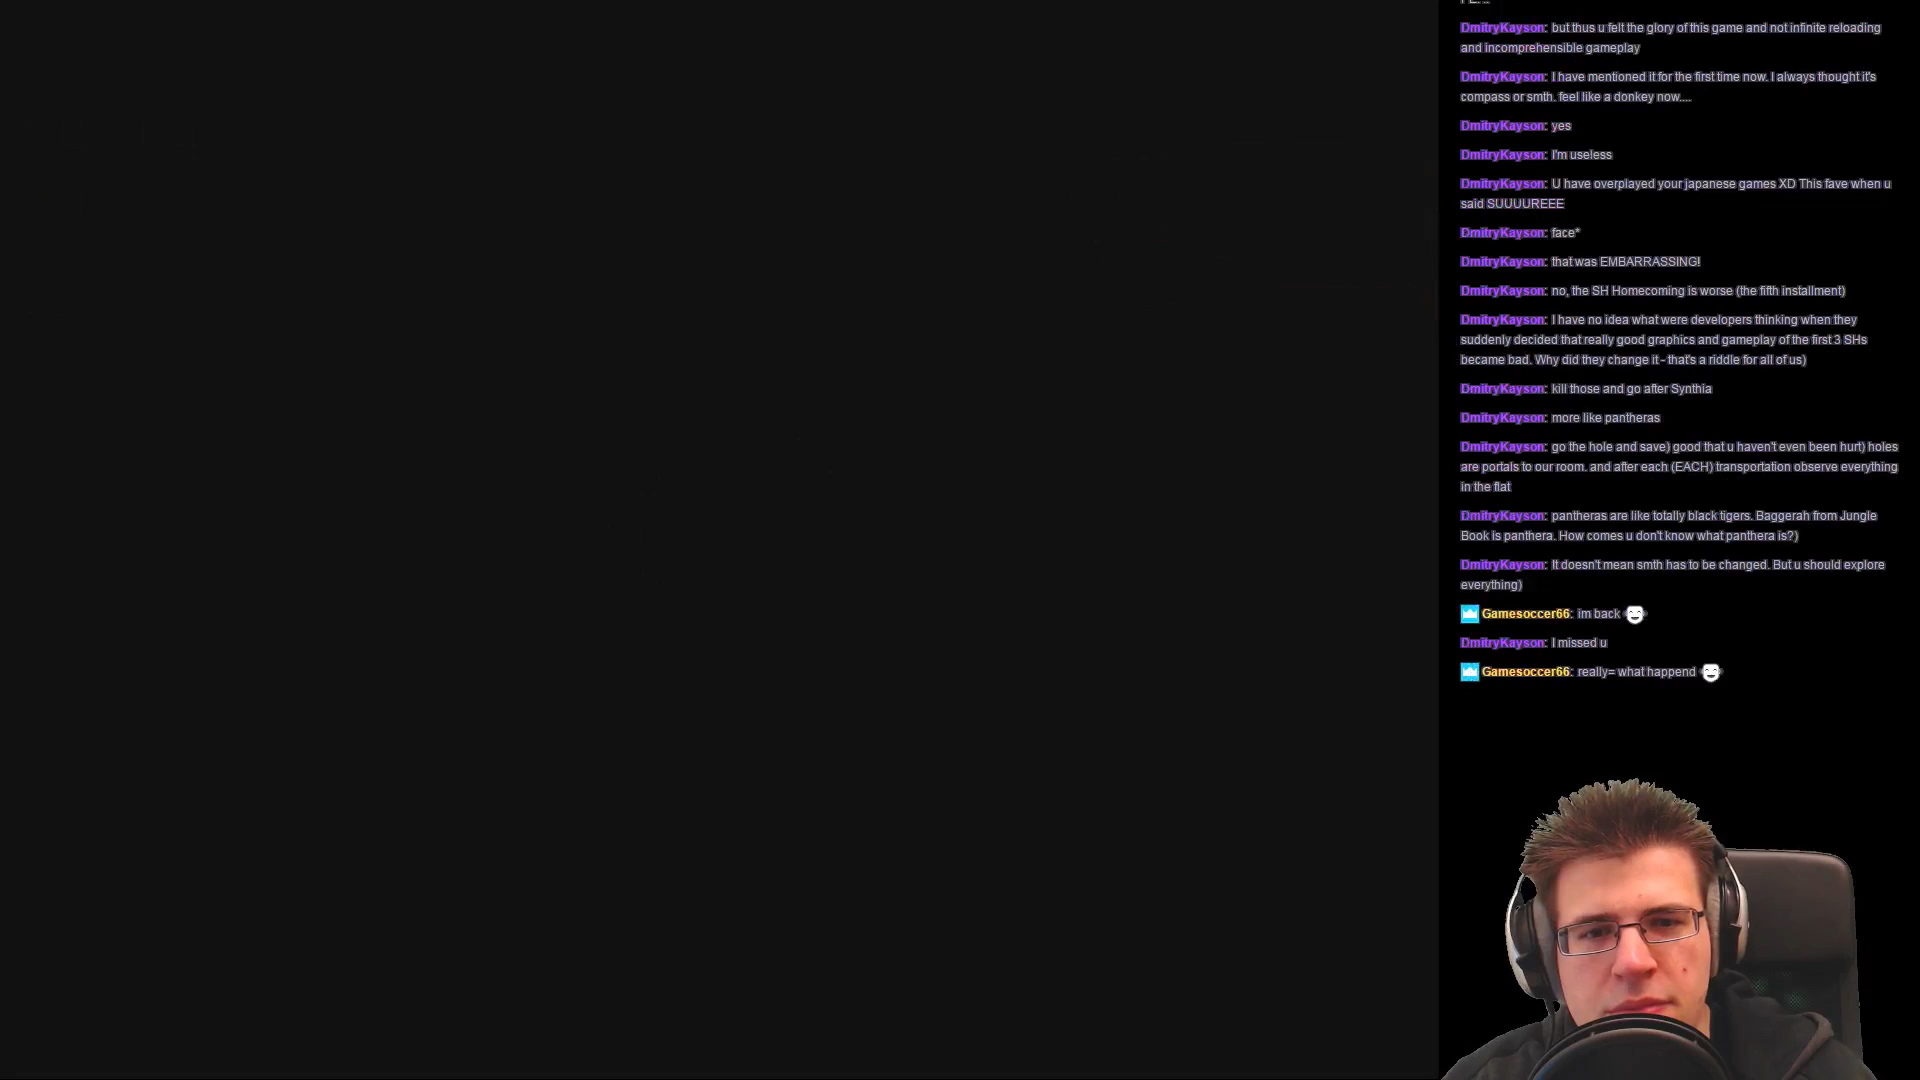 DmitryKayson: but thus u felt the glory of this game and not infinite reloading
and incomprehensible gameplay
DmitryKayson: I have mentioned it for the first time now. I always thought it's
compass or smth. feel like a donkey now....
DmitryKayson: yes
DmitryKayson: I'm useless
DmitryKayson: U have overplayed your japanese games XD This fave when u
said SUUUUREEE
DmitryKayson: face*
DmitryKayson: that was EMBARRASSING!
DmitryKayson: no, the SH Homecoming is worse (the fifth installment)
DmitryKayson: I have no idea what were developers thinking when they
suddenly decided that really good graphics and gameplay of the first 3 SHs
became bad. Why did they change it - that's a riddle for all of us)
DmitryKayson: kill those and go after Synthia
DmitryKayson: more like pantheras
DmitryKayson: go the hole and save) good that u haven't even been hurt) holes
are portals to our room. and after each (EACH) transportation observe everything
in the flat
DmitryKayson: pantheras are like totally black tigers. Baggerah from Jungle
Book is panthera. How comes u don't know what panthera is?)
DmitryKayson: It doesn't mean smth has to be changed. But u should explore
everything)
Gamesoccer66: im back
DmitryKayson: I missed u
Gamesoccer66: really= what happend